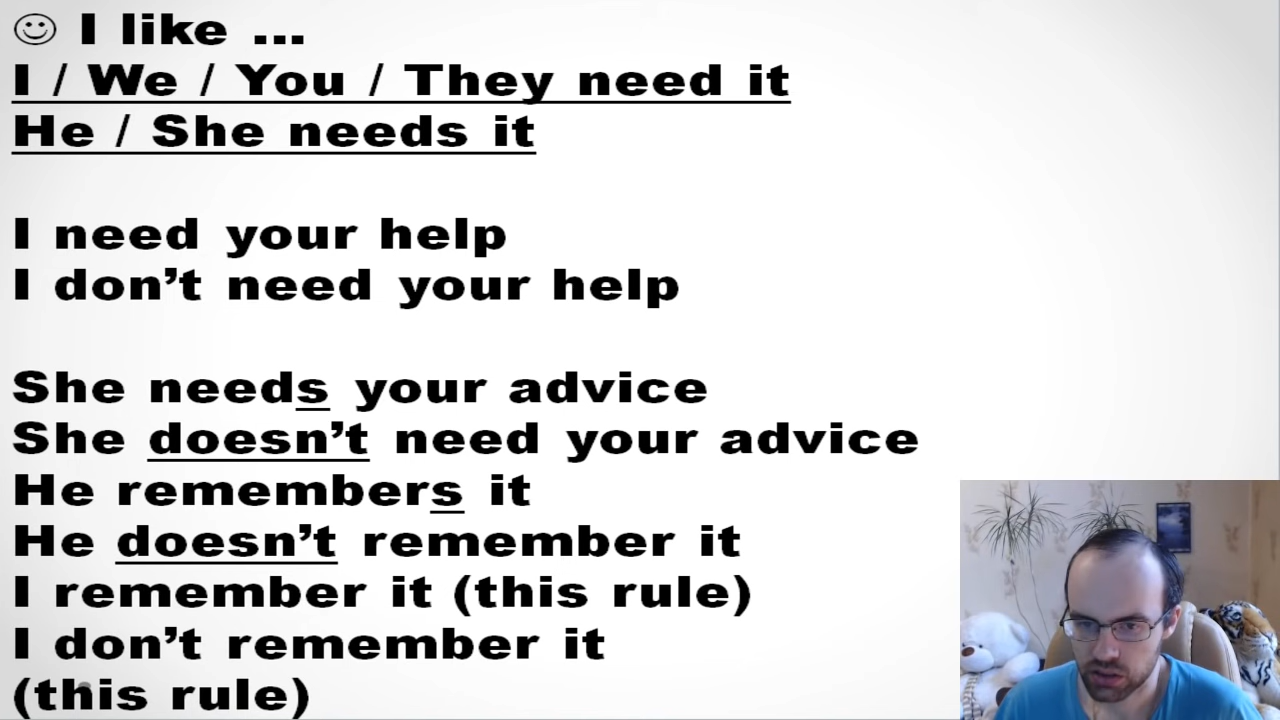 ☺ I like ...
I / We / You / They need it
He / She needs it
I need your help
I don’t need your help
She needs your advice
She doesn’t need your advice
He remembers it
He doesn’t remember it
I remember it (this rule)
I don’t remember it
(this rule)